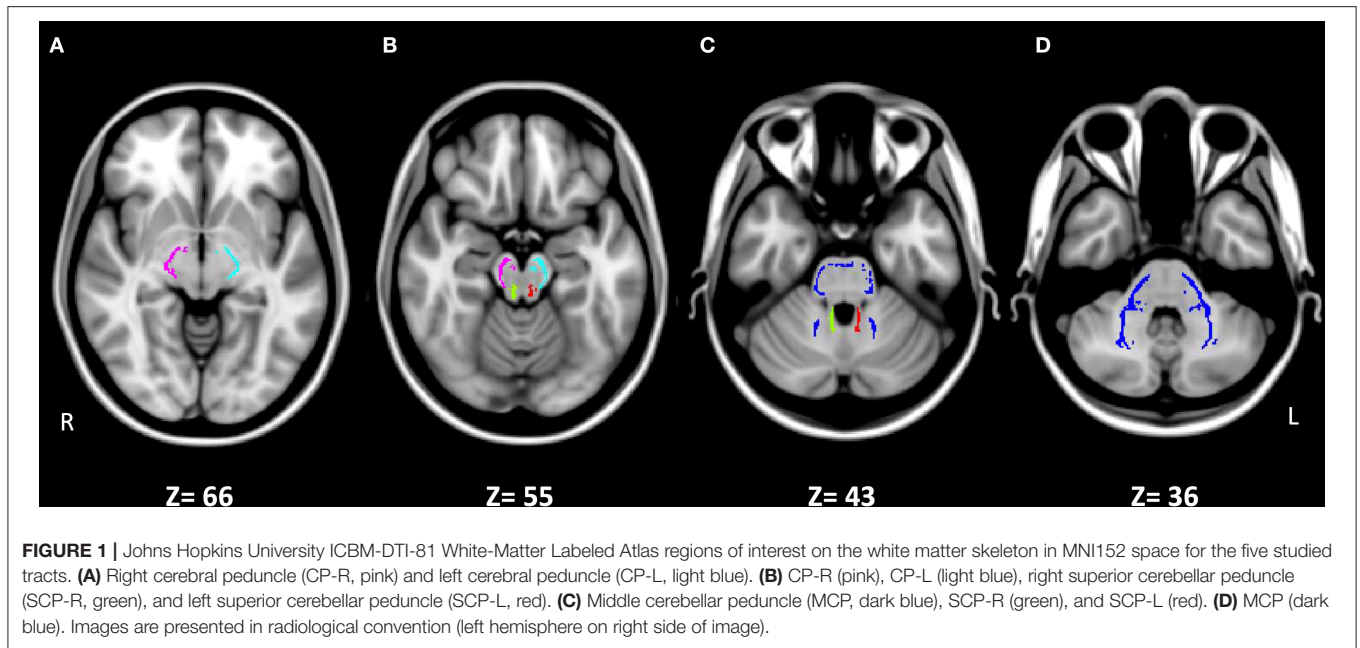 A B C D
R L
Z= 66 Z= 55 Z= 43 Z= 36
FIGURE 1 | Johns Hopkins University ICBM-DTI-81 White-Matter Labeled Atlas regions of interest on the white matter skeleton in MNI152 space for the five studied
tracts. (A) Right cerebral peduncle (CP-R, pink) and left cerebral peduncle (CP-L, light blue). (B) CP-R (pink), CP-L (light blue), right superior cerebellar peduncle
(SCP-R, green), and left superior cerebellar peduncle (SCP-L, red). (C) Middle cerebellar peduncle (MCP, dark blue), SCP-R (green), and SCP-L (red). (D) MCP (dark
blue). Images are presented in radiological convention (left hemisphere on right side of image).